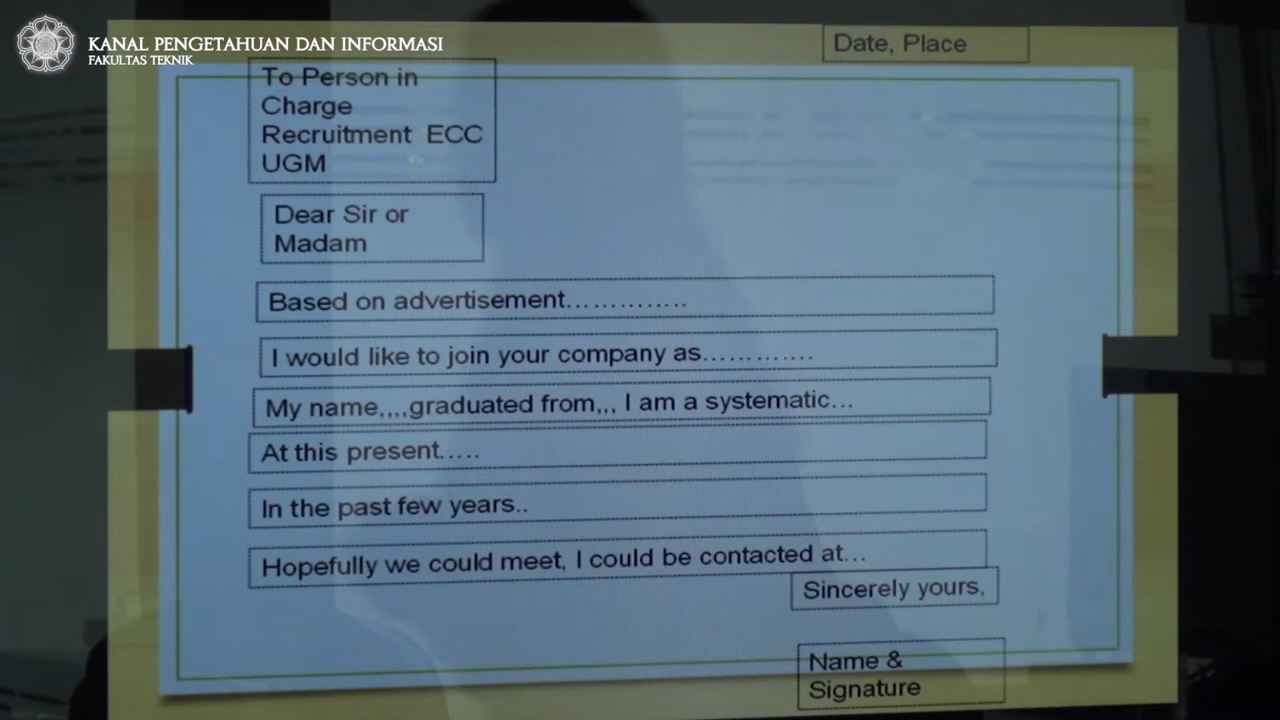 KANAL PENGETAHUAN DAN INFORMASI
FAKULTAS TEKNIK
Date, Place
To Person in
Charge
Recruitment ECC
UGM
Dear Sir or
Madam
Based on advertisement…………..
I would like to join your company as………….
My name,,,,graduated from,,, I am a systematic…
At this present…..
In the past few years..
Hopefully we could meet, I could be contacted at…
Sincerely yours,
Name &
Signature